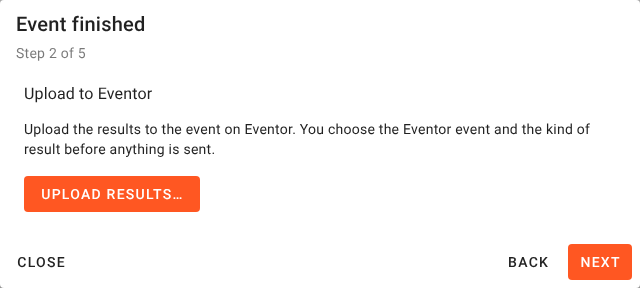 Event finished
Step 2 of 5
Upload to Eventor
Upload the results to the event on Eventor. You choose the Eventor event and the kind of
result before anything is sent.
UPLOAD RESULTS…
CLOSE
BACK
NEXT